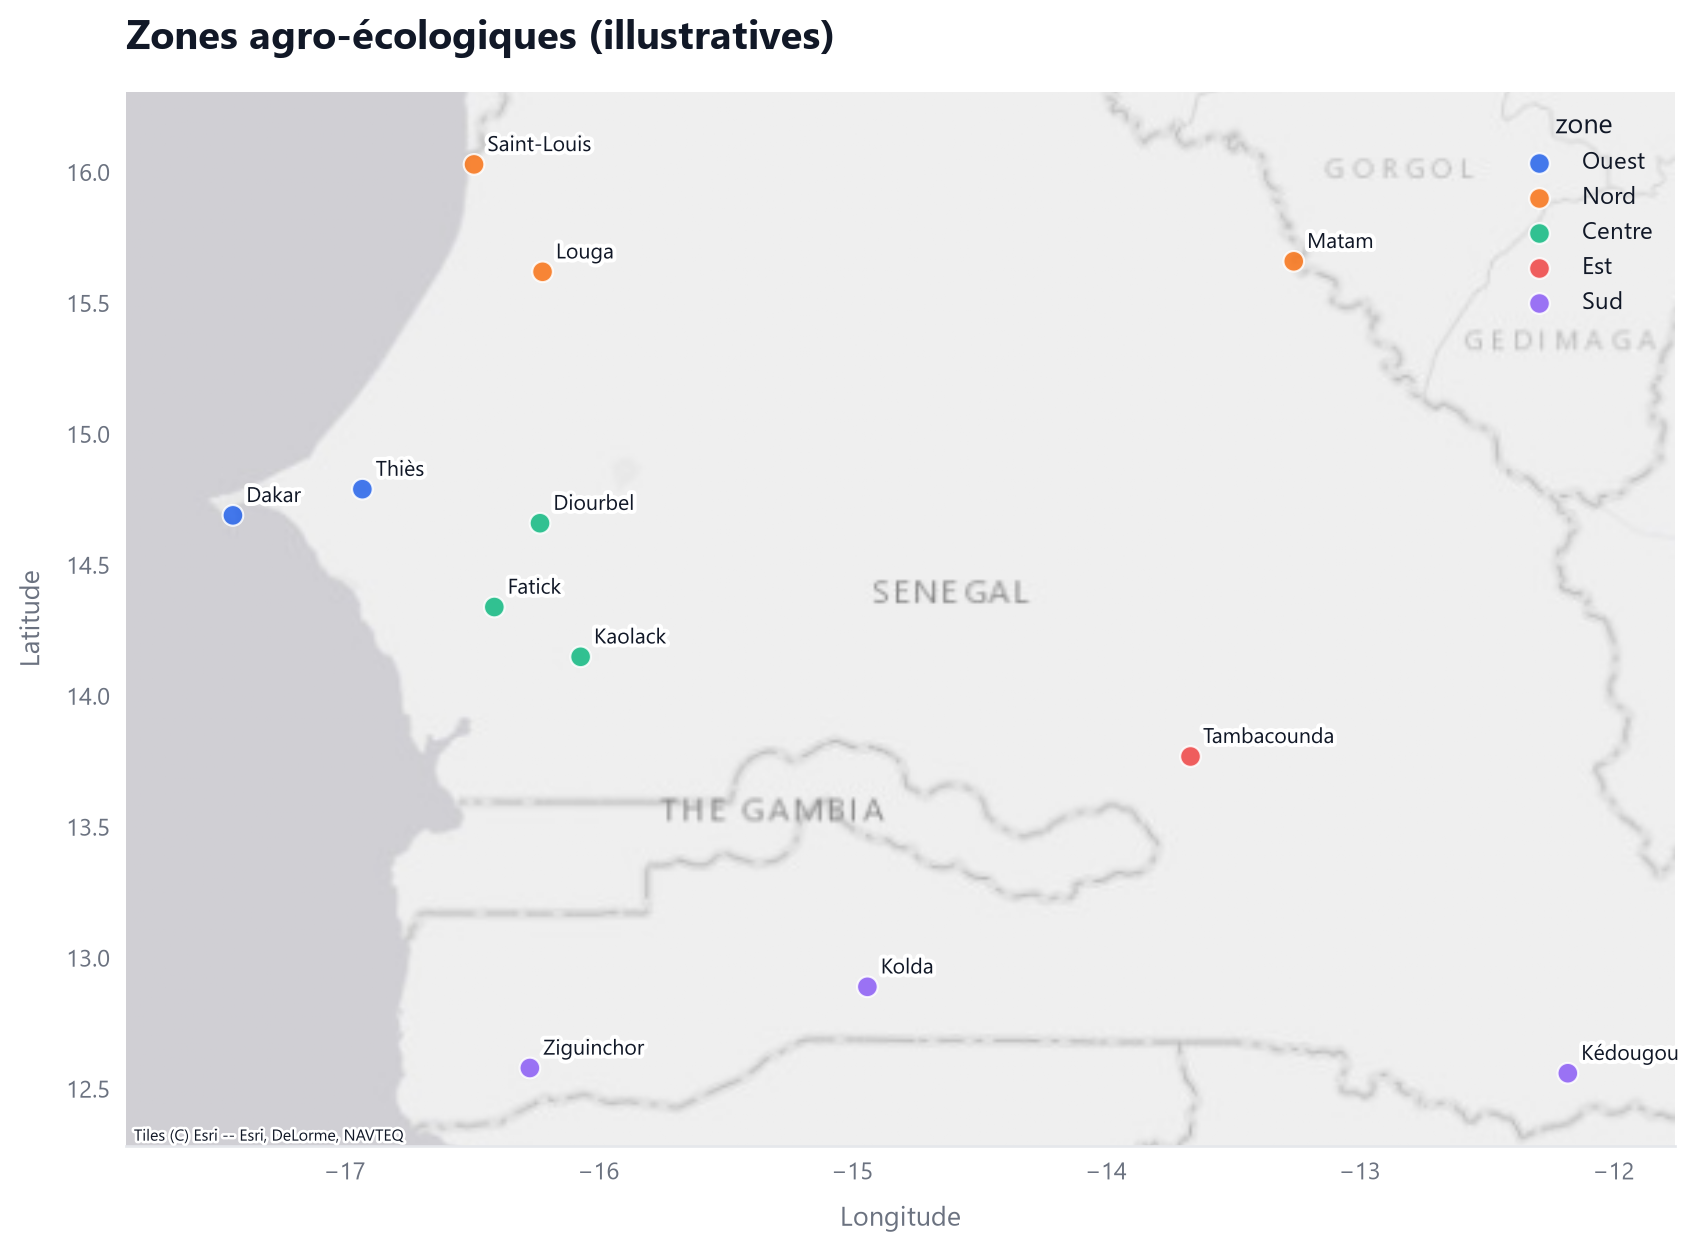 Zones agro-écologiques (illustratives)
zone
Ouest
Nord
Centre
Est
Sud
GORGOL
GEDIMAGA
Saint-Louis
Louga
Matam
Thiès
Dakar
Diourbel
Fatick
Kaolack
SENEGAL
Tambacounda
THE GAMBIA
Kolda
Ziguinchor
Kédougou
Tiles (C) Esri -- Esri, DeLorme, NAVTEQ
Latitude
16.0
15.5
15.0
14.5
14.0
13.5
13.0
12.5
−17
−16
−15
−14
−13
−12
Longitude